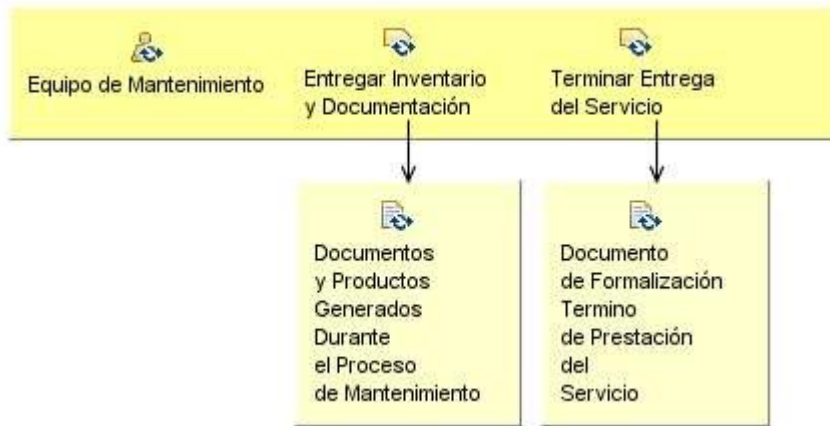 Equipo de Mantenimiento
Entregar Inventario
y Documentación
Terminar Entrega
del Servicio
Documentos
y Productos
Generados
Durante
el Proceso
de Mantenimiento
Documento
de Formalización
Termino
de Prestación
del
Servicio